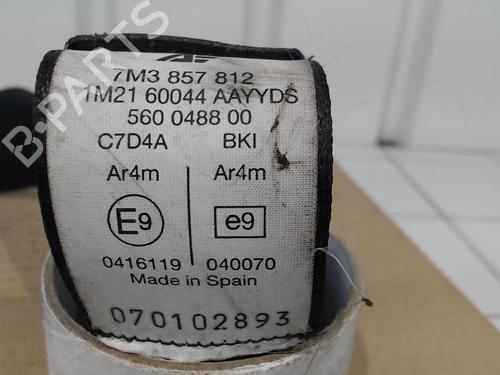 7M3 857 812
1M21 60044 AAYYDS
560 0488 00
C7D4A BKI
Ar4m Ar4m
E9 e9
0416119 040070
Made in Spain
070102893